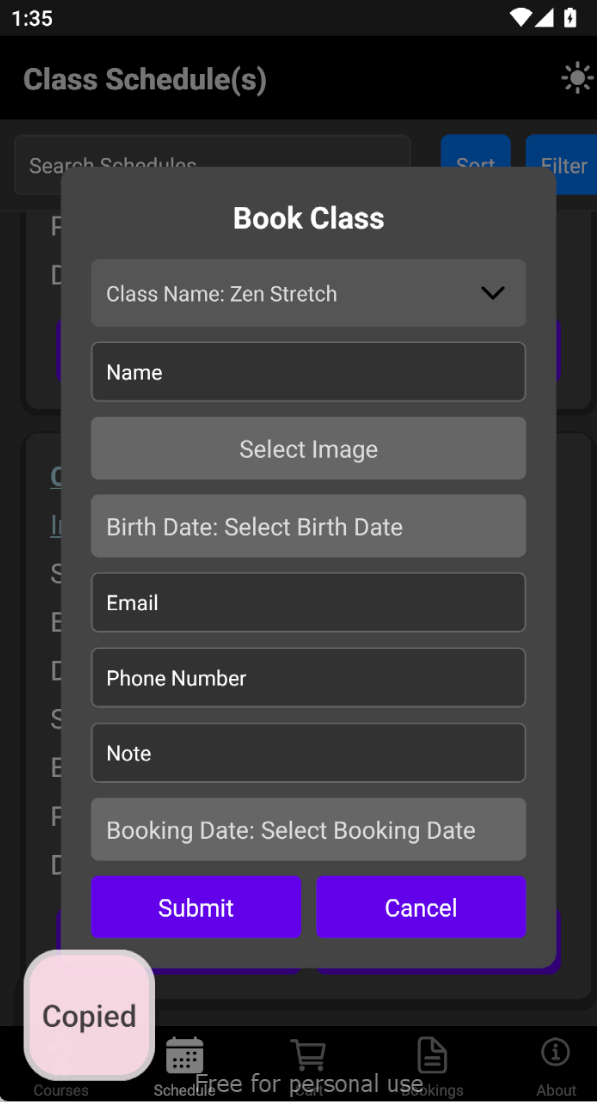 1:35
Class Schedule(s)
Search Schedules
Sort
Filter
Book Class
Class Name: Zen Stretch
Name
Select Image
Birth Date: Select Birth Date
Email
Phone Number
Note
Booking Date: Select Booking Date
Submit
Cancel
Copied
Courses
Schedule
Cart
Bookings
About
Free for personal use